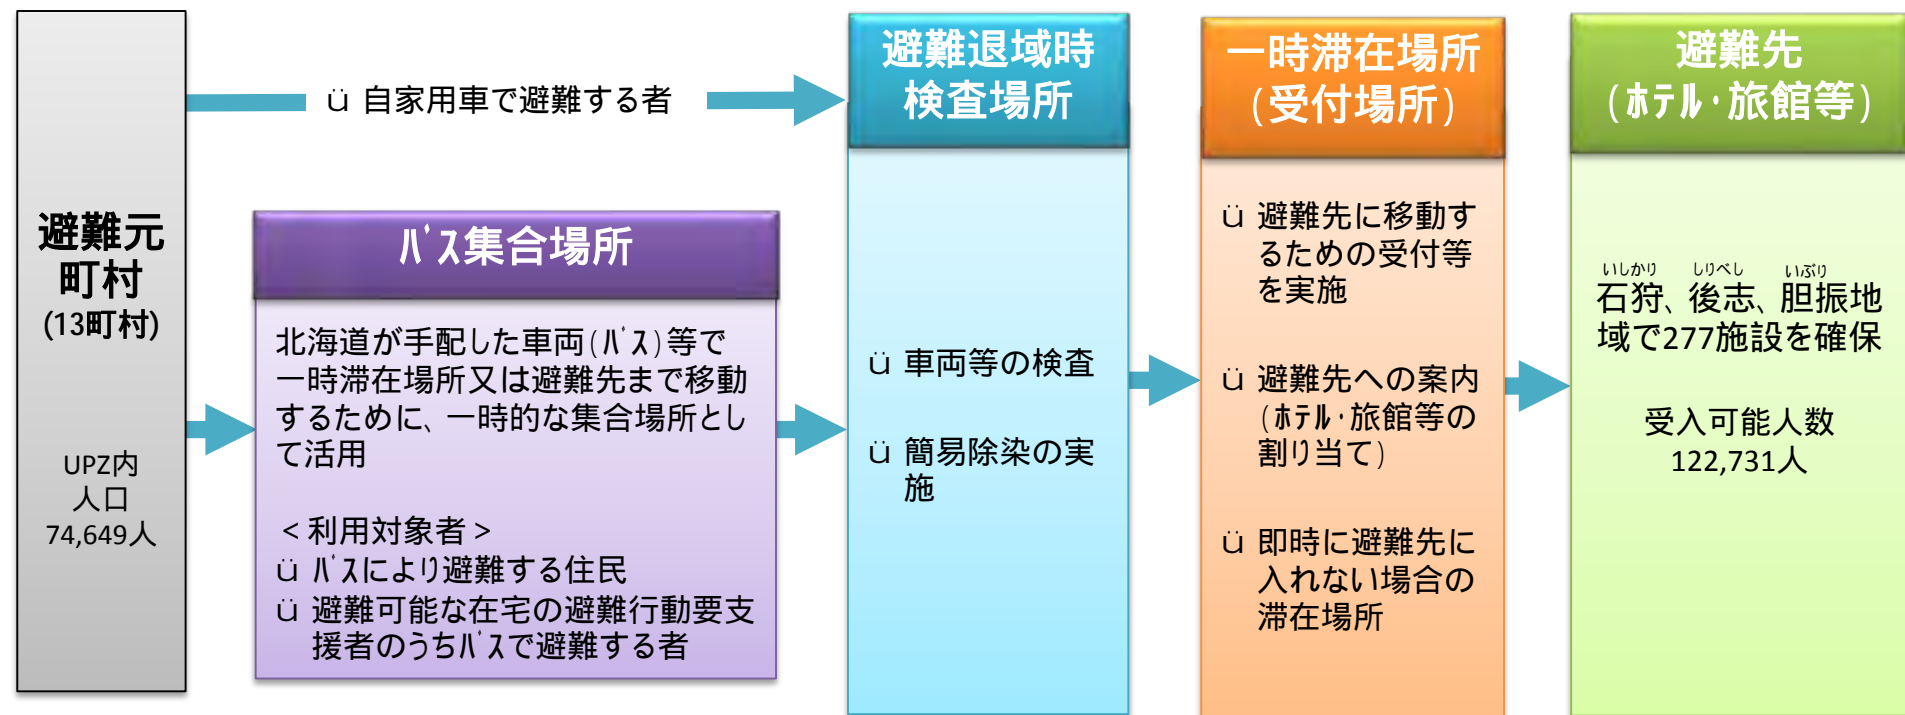 避難元
町村
(13町村)
UPZ内
人口
74,649人
ü 自家用車で避難する者
ﾊﾞｽ集合場所
北海道が手配した車両(ﾊﾞｽ)等で
一時滞在場所又は避難先まで移動
するために、一時的な集合場所とし
て活用
＜利用対象者＞
ü ﾊﾞｽにより避難する住民
ü 避難可能な在宅の避難行動要支
援者のうちﾊﾞｽで避難する者
避難退域時
検査場所
ü 車両等の検査
ü 簡易除染の実
施
一時滞在場所
(受付場所)
ü 避難先に移動す
るための受付等
を実施
ü 避難先への案内
(ﾎﾃﾙ･旅館等の
割り当て)
ü 即時に避難先に
入れない場合の
滞在場所
避難先
(ﾎﾃﾙ･旅館等)
いしかり しりべし いぶり
石狩、後志、胆振地
域で277施設を確保
受入可能人数
122,731人